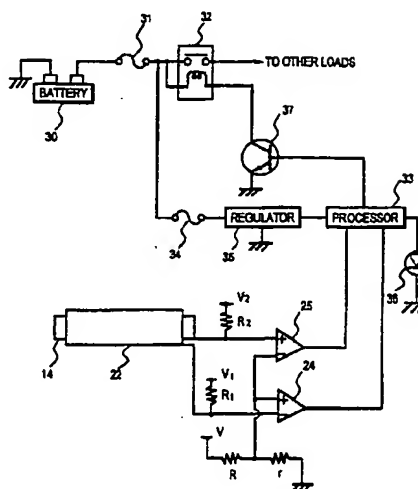 31
32
TO OTHER LOADS
BATTERY
30
37
33
REGULATOR
PROCESSOR
34
35
36
V2
R2
25
14
22
V1
R1
24
V
R
r